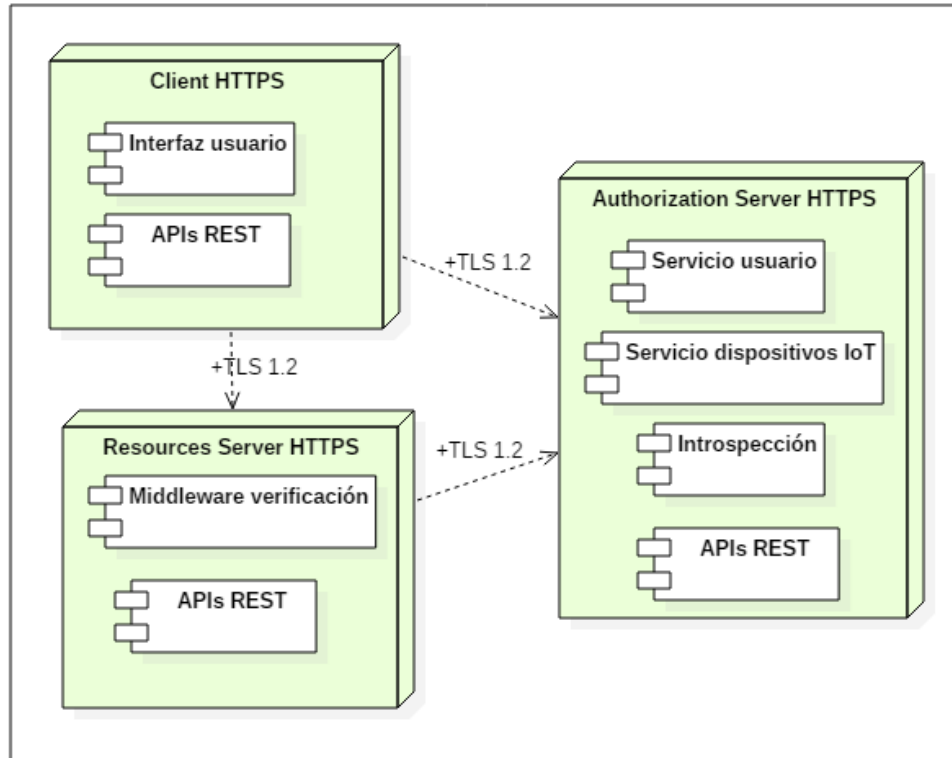 Client HTTPS
Interfaz usuario
APIs REST
+TLS 1.2
+TLS 1.2
Resources Server HTTPS
Middleware verificación
APIs REST
+TLS 1.2
Authorization Server HTTPS
Servicio usuario
Servicio dispositivos IoT
Introspección
APIs REST